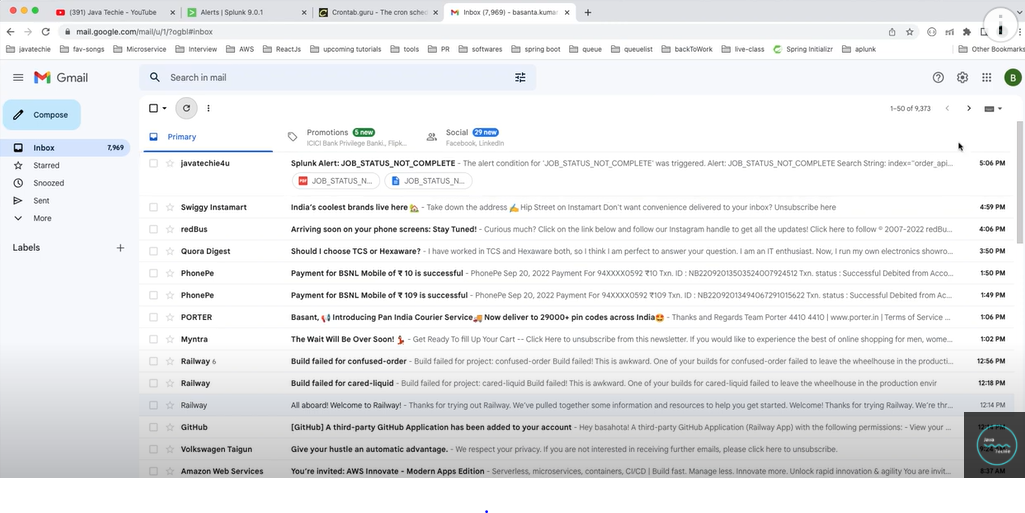 (391) Java Techie - YouTube
Alerts | Splunk 9.0.1
Crontab.guru - The cron sched
Inbox (7,969) - basanta.kumar
mail.google.com/mail/u/1/?ogbl#inbox
javatechie
fav-songs
Microservice
Interview
AWS
ReactJs
upcoming tutorials
tools
PR
softwares
spring boot
queue
queuelist
backToWork
live-class
Spring Initializr
aplunk
Other Bookmarks
Gmail
Search in mail
B
Compose
1–50 of 9,373
Inbox 7,969
Starred
Snoozed
Sent
More
Labels
Primary
Promotions 5 new
ICICI Bank Privilege Banki., Flipk...
Social 29 new
Facebook, LinkedIn
javatechie4u Splunk Alert: JOB_STATUS_NOT_COMPLETE - The alert condition for 'JOB_STATUS_NOT_COMPLETE' was triggered. Alert: JOB_STATUS_NOT_COMPLETE Search String: index="order_api... 5:06 PM
JOB_STATUS_N... JOB_STATUS_N...
Swiggy Instamart India's coolest brands live here 🏡 - Take down the address ✍ Hip Street on Instamart Don't want convenience delivered to your inbox? Unsubscribe here 4:59 PM
redBus Arriving soon on your phone screens: Stay Tuned! - Curious much? Click on the link below and follow our Instagram handle to get all the updates! Click here to follow © 2007-2022 redBu... 4:06 PM
Quora Digest Should I choose TCS or Hexaware? - I have worked in TCS and Hexaware both, so I think I am perfect to answer your question. I am an IT enthusiast. Now, I run my own electronics showro... 3:50 PM
PhonePe Payment for BSNL Mobile of ₹ 10 is successful - PhonePe Sep 20, 2022 Payment For 94XXXX0592 ₹10 Txn. ID : NB22092013503524007924512 Txn. status : Successful Debited from Acco... 1:50 PM
PhonePe Payment for BSNL Mobile of ₹ 109 is successful - PhonePe Sep 20, 2022 Payment For 94XXXX0592 ₹109 Txn. ID : NB22092013494067291015622 Txn. status : Successful Debited from Ac... 1:49 PM
PORTER Basant, 📢 Introducing Pan India Courier Service🚚 Now deliver to 29000+ pin codes across India🤩 - Thanks and Regards Team Porter 4410 4410 | www.porter.in | Terms of Service ... 1:06 PM
Myntra The Wait Will Be Over Soon! 💃 - Get Ready To fill Up Your Cart -- Click Here to unsubscribe from this newsletter. If you would like to experience the best of online shopping for men, wome... 1:02 PM
Railway 6 Build failed for confused-order - Build failed for project: confused-order Build failed! This is awkward. One of your builds for confused-order failed to leave the wheelhouse in the producti... 12:56 PM
Railway Build failed for cared-liquid - Build failed for project: cared-liquid Build failed! This is awkward. One of your builds for cared-liquid failed to leave the wheelhouse in the production envir 12:18 PM
Railway All aboard! Welcome to Railway! - Thanks for trying out Railway. We've pulled together some information and resources to help you get started. Welcome! Thanks for trying Railway. We're thr... 12:14 PM
GitHub [GitHub] A third-party GitHub Application has been added to your account - Hey basahota! A third-party GitHub Application (Railway App) with the following permissions: - View your ...
Volkswagen Taigun Give your hustle an automatic advantage. - We respect your privacy. If you are not interested in receiving further emails, please click here to unsubscribe.
Amazon Web Services You're invited: AWS Innovate - Modern Apps Edition - Serverless, microservices, containers, CI/CD | Build fast. Manage less. Innovate more. Unlock rapid innovation & agility You are invit... 8:37 AM
Java
Techie